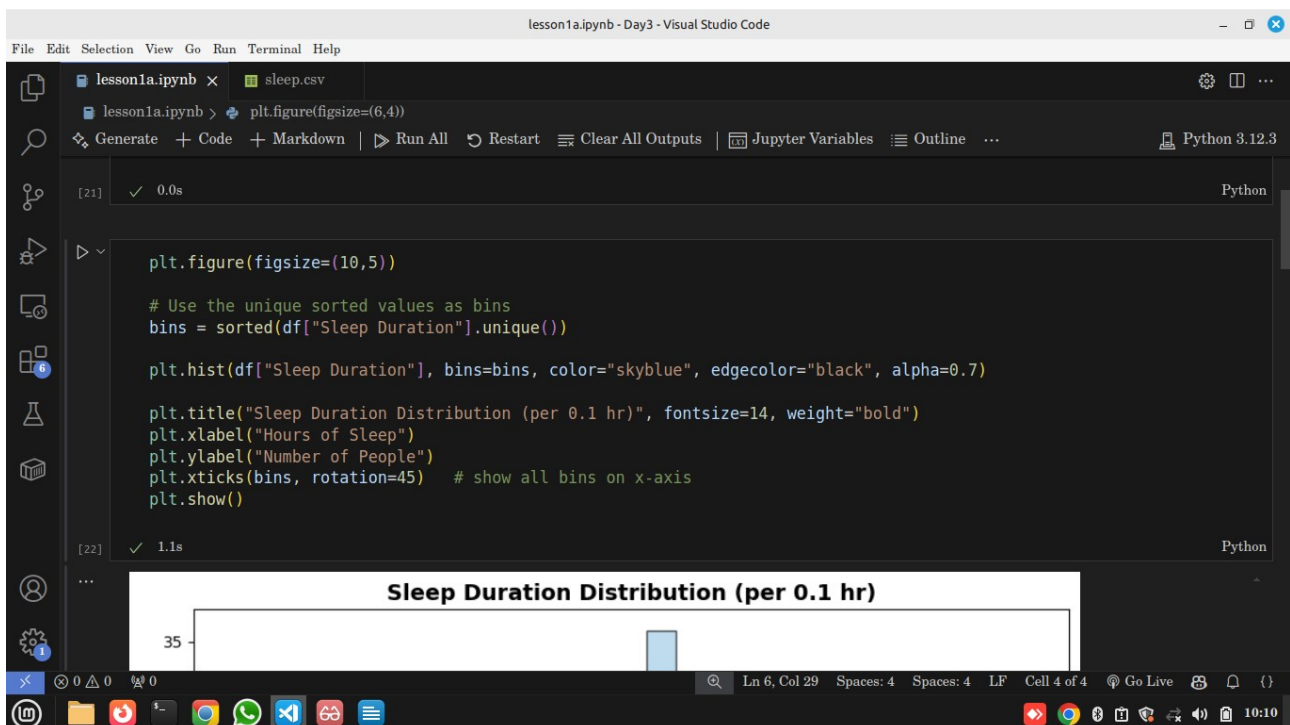 lesson1a.ipynb - Day3 - Visual Studio Code
File Edit Selection View Go Run Terminal Help
lesson1a.ipynb sleep.csv
lesson1a.ipynb > plt.figure(figsize=(6,4))
Generate + Code + Markdown | Run All Restart Clear All Outputs | Jupyter Variables Outline ... Python 3.12.3
[21] ✓ 0.0s Python
plt.figure(figsize=(10,5))
# Use the unique sorted values as bins
bins = sorted(df["Sleep Duration"].unique())
plt.hist(df["Sleep Duration"], bins=bins, color="skyblue", edgecolor="black", alpha=0.7)
plt.title("Sleep Duration Distribution (per 0.1 hr)", fontsize=14, weight="bold")
plt.xlabel("Hours of Sleep")
plt.ylabel("Number of People")
plt.xticks(bins, rotation=45)   # show all bins on x-axis
plt.show()
[22] ✓ 1.1s Python
...
Sleep Duration Distribution (per 0.1 hr)
35
6
1
0 0 0 Ln 6, Col 29 Spaces: 4 Spaces: 4 LF Cell 4 of 4 Go Live {}
10:10